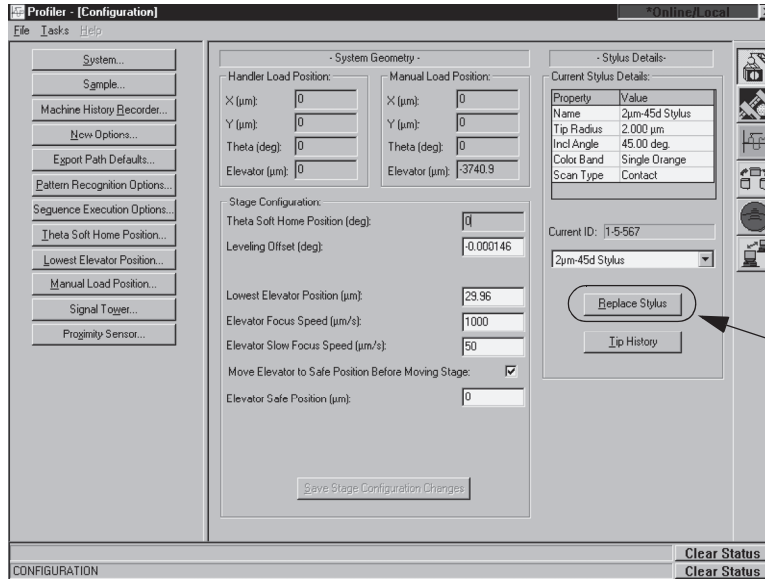 Profiler - [Configuration]
*Online/Local
File Tasks Help
System...
Sample...
Machine History Recorder...
New Options...
Export Path Defaults...
Pattern Recognition Options...
Sequence Execution Options...
Theta Soft Home Position...
Lowest Elevator Position...
Manual Load Position...
Signal Tower...
Proximity Sensor...
- System Geometry -
Handler Load Position:
X (µm): 0
Y (µm): 0
Theta (deg): 0
Elevator (µm): 0
Manual Load Position:
X (µm): 0
Y (µm): 0
Theta (deg): 0
Elevator (µm): -3740.9
Stage Configuration:
Theta Soft Home Position (deg): 0
Leveling Offset (deg): -0.000146
Lowest Elevator Position (µm): 29.96
Elevator Focus Speed (µm/s): 1000
Elevator Slow Focus Speed (µm/s): 50
Move Elevator to Safe Position Before Moving Stage:
Elevator Safe Position (µm): 0
Save Stage Configuration Changes
- Stylus Details-
Current Stylus Details:
Property Value
Name 2µm-45d Stylus
Tip Radius 2.000 µm
Incl Angle 45.00 deg.
Color Band Single Orange
Scan Type Contact
Current ID: 1-5-567
2µm-45d Stylus
Replace Stylus
Tip History
Clear Status
CONFIGURATION
Clear Status